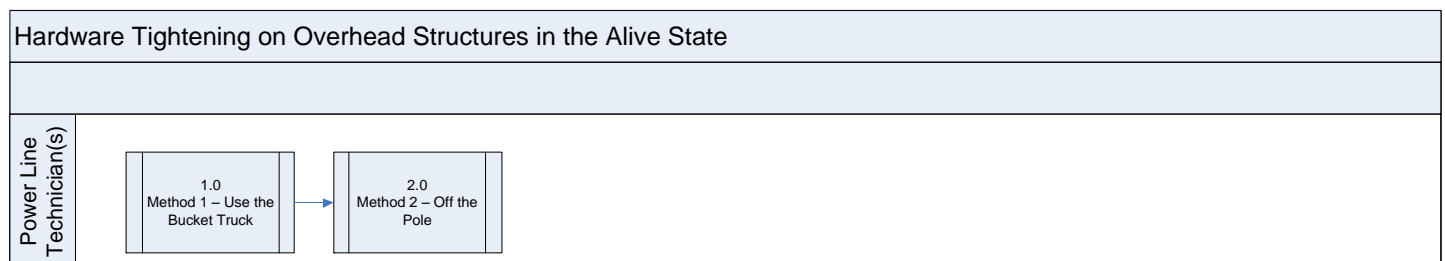 Hardware Tightening on Overhead Structures in the Alive State
Power Line
Technician(s)
1.0
Method 1 – Use the
Bucket Truck
2.0
Method 2 – Off the
Pole